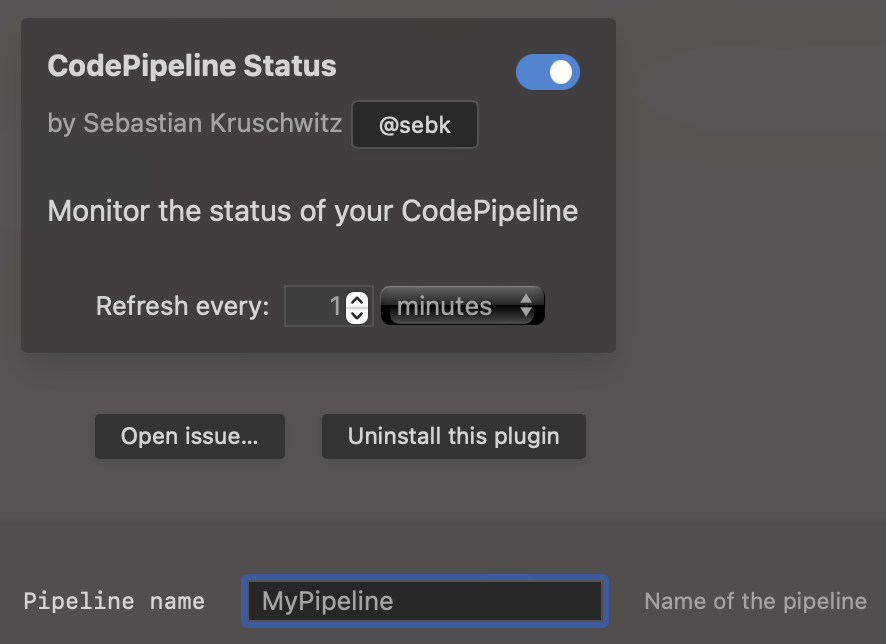 CodePipeline Status
by Sebastian Kruschwitz @sebk
Monitor the status of your CodePipeline
Refresh every: 1 minutes
Open issue... Uninstall this plugin
Pipeline name MyPipeline Name of the pipeline